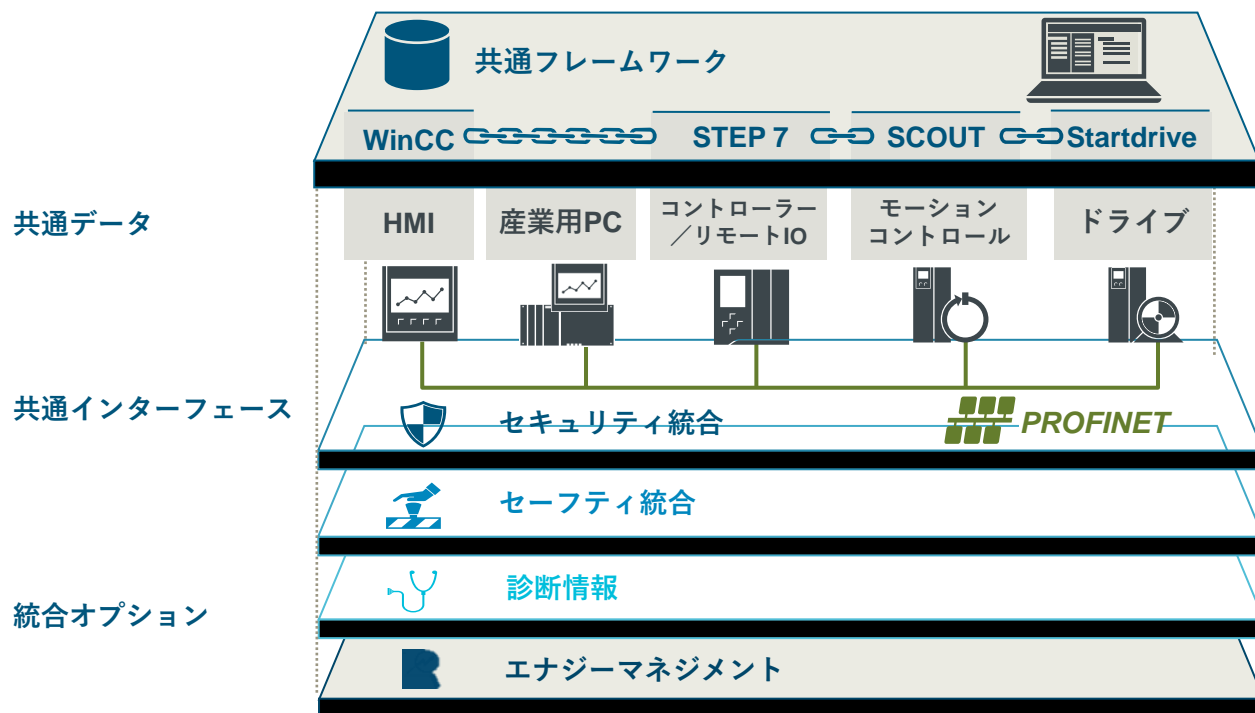 共通フレームワーク
WinCC STEP 7 SCOUT Startdrive
共通データ
HMI
産業用PC
コントローラー
／リモートIO
モーション
コントロール
ドライブ
共通インターフェース
セキュリティ統合
PROFINET
セーフティ統合
診断情報
統合オプション
エナジーマネジメント